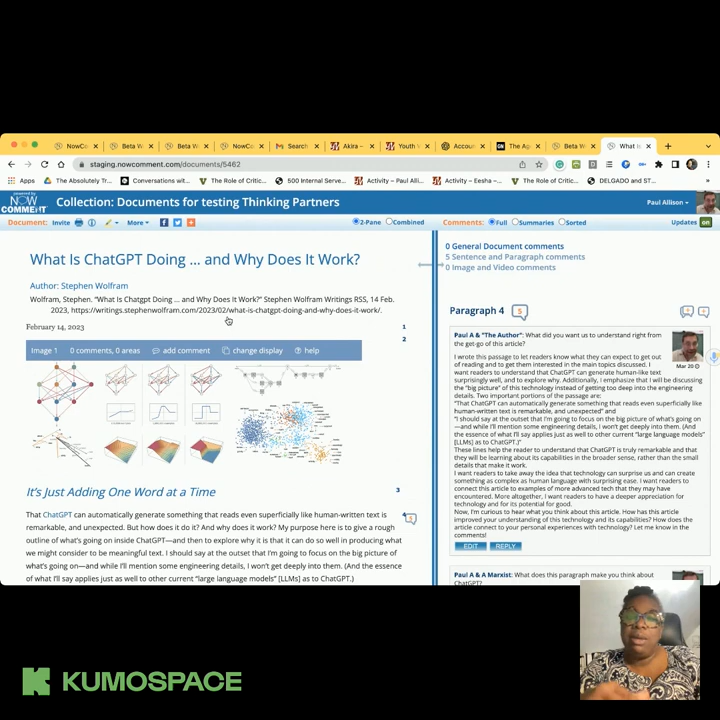 NowCo
Beta W
Beta W
NowCo
Search
Akira –
Youth V
Accoun
The Ag
Beta W
What Is
staging.nowcomment.com/documents/5462
Apps
The Absolutely Tr...
Conversations wit...
The Role of Critic...
500 Internal Serve...
Activity – Paul Alli...
Activity – Eesha –...
The Role of Critic...
DELGADO and ST...
powered by
NOW COMMENT
Collection: Documents for testing Thinking Partners
Paul Allison
Document: Invite
More
2-Pane
Combined
Comments:
Full
Summaries
Sorted
Updates
on
What Is ChatGPT Doing ... and Why Does It Work?
Author: Stephen Wolfram
Wolfram, Stephen. "What Is Chatgpt Doing ... and Why Does It Work?" Stephen Wolfram Writings RSS, 14 Feb.
2023, https://writings.stephenwolfram.com/2023/02/what-is-chatgpt-doing-and-why-does-it-work/.
February 14, 2023
1
2
Image 1
0 comments, 0 areas
add comment
change display
help
It's Just Adding One Word at a Time
3
That ChatGPT can automatically generate something that reads even superficially like human-written text is
4
remarkable, and unexpected. But how does it do it? And why does it work? My purpose here is to give a rough
outline of what's going on inside ChatGPT—and then to explore why it is that it can do so well in producing what
we might consider to be meaningful text. I should say at the outset that I'm going to focus on the big picture of
what's going on—and while I'll mention some engineering details, I won't get deeply into them. (And the essence
of what I'll say applies just as well to other current "large language models" [LLMs] as to ChatGPT.)
0 General Document comments
5 Sentence and Paragraph comments
0 Image and Video comments
Paragraph 4
5
Paul A & "The Author": What did you want us to understand right from
the get-go of this article?
Mar 20
I wrote this passage to let readers know what they can expect to get out
of reading and to get them interested in the main topics discussed. I
want readers to understand that ChatGPT can generate human-like text
surprisingly well, and to explore why. Additionally, I emphasize that I will be discussing
the "big picture" of this technology instead of getting too deep into the engineering
details. Two important portions of the passage are:
"That ChatGPT can automatically generate something that reads even superficially like
human-written text is remarkable, and unexpected" and
"I should say at the outset that I'm going to focus on the big picture of what's going on
—and while I'll mention some engineering details, I won't get deeply into them. (And
the essence of what I'll say applies just as well to other current "large language models"
[LLMs] as to ChatGPT.)
These lines help the reader to understand that ChatGPT is truly remarkable and that
they will be learning about its capabilities in the broader sense, rather than the small
details that make it work.
I want readers to take away the idea that technology can surprise us and can create
something as complex as human language with surprising ease. I want readers to
connect this article to examples of more advanced tech that they may have
encountered. More altogether, I want readers to have a deeper appreciation for
technology and for its potential for good.
Now, I'm curious to hear what you think about this article. How has this article
improved your understanding of this technology and its capabilities? How does the
article connect to your personal experiences with technology? Let me know in the
comments!
EDIT
REPLY
Paul A & A Marxist: What does this paragraph make you think about
ChatGPT?
KUMOSPACE